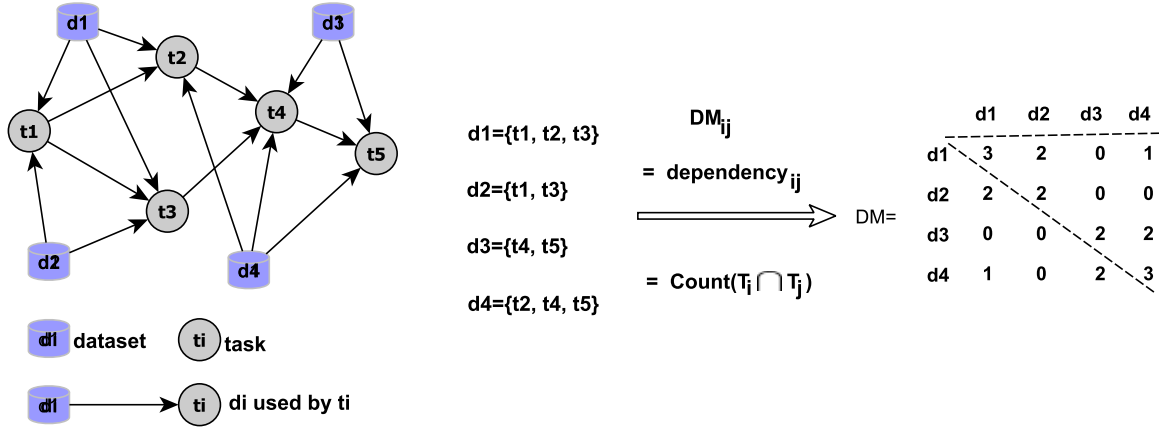 d1
d3
t2
t4
t1
t5
t3
d2
d4
dataset
ti
task
ti
di used by ti
d1={t1, t2, t3}
d2={t1, t3}
d3={t4, t5}
d4={t2, t4, t5}
DMij
= dependencyij
= Count(Ti ∩ Tj)
DM=
d1 d2 d3 d4
d1 3 2 0 1
d2 2 2 0 0
d3 0 0 2 2
d4 1 0 2 3